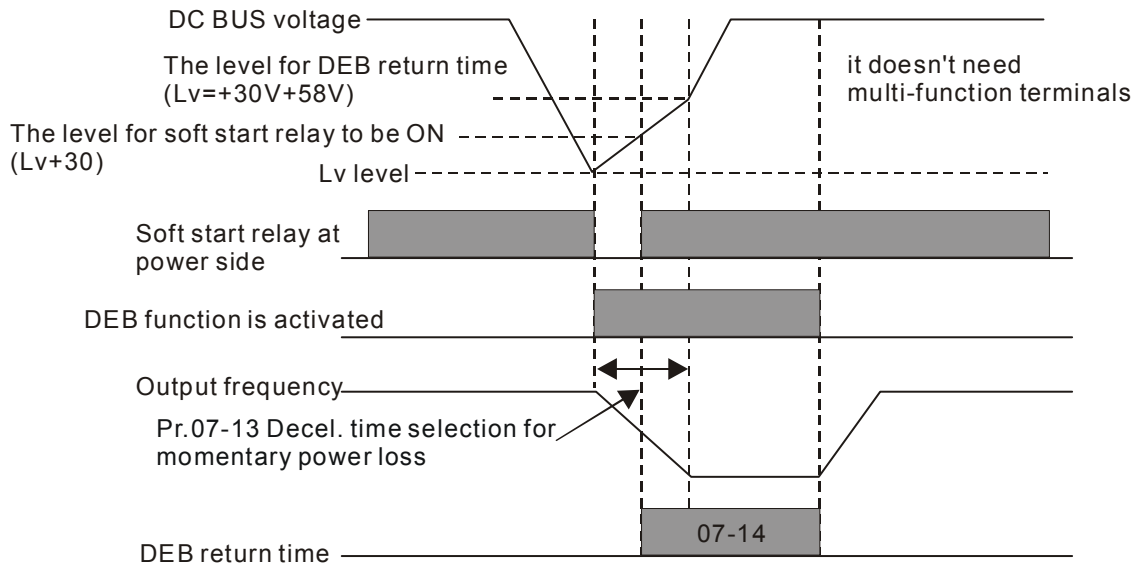 DC BUS voltage
The level for DEB return time
(Lv=+30V+58V)
it doesn't need
multi-function terminals
The level for soft start relay to be ON
(Lv+30)
Lv level
Soft start relay at
power side
DEB function is activated
Output frequency
Pr.07-13 Decel. time selection for
momentary power loss
07-14
DEB return time